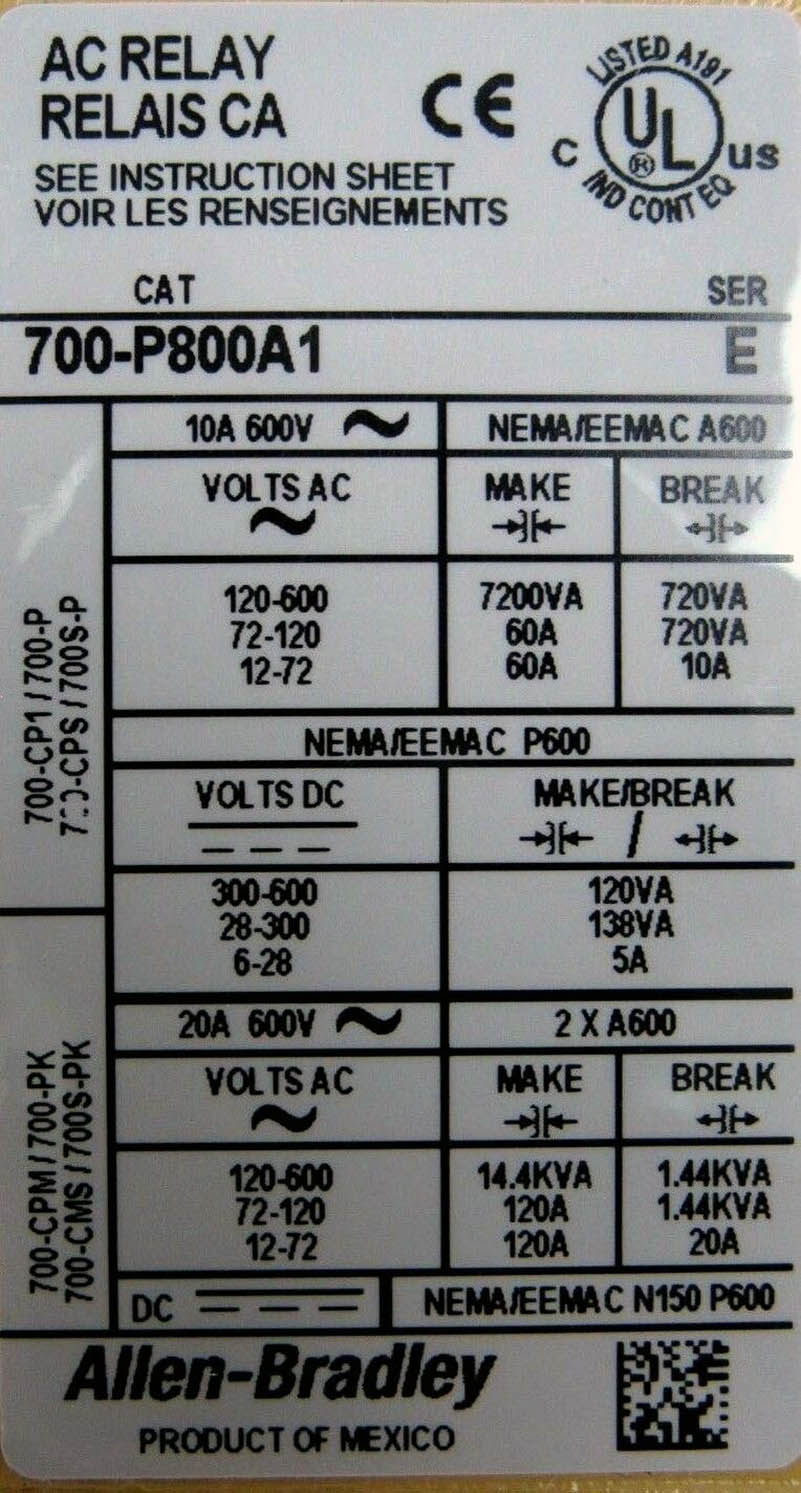 AC RELAY
RELAIS CA
SEE INSTRUCTION SHEET
VOIR LES RENSEIGNEMENTS
CE
LISTED A191
C UL ® US
IND CONT EQ
CAT SER
700-P800A1 E
700-CP1 / 700-P
700-CPS / 700S-P
10A 600V ~ NEMA/EEMAC A600
VOLTS AC MAKE BREAK
~
120-600 7200VA 720VA
72-120 60A 720VA
12-72 60A 10A
NEMA/EEMAC P600
VOLTS DC MAKE/BREAK
/
300-600 120VA
28-300 138VA
6-28 5A
700-CPM / 700-PK
700-CMS / 700S-PK
20A 600V ~ 2 X A600
VOLTS AC MAKE BREAK
~
120-600 14.4KVA 1.44KVA
72-120 120A 1.44KVA
12-72 120A 20A
DC NEMA/EEMAC N150 P600
Allen-Bradley
PRODUCT OF MEXICO